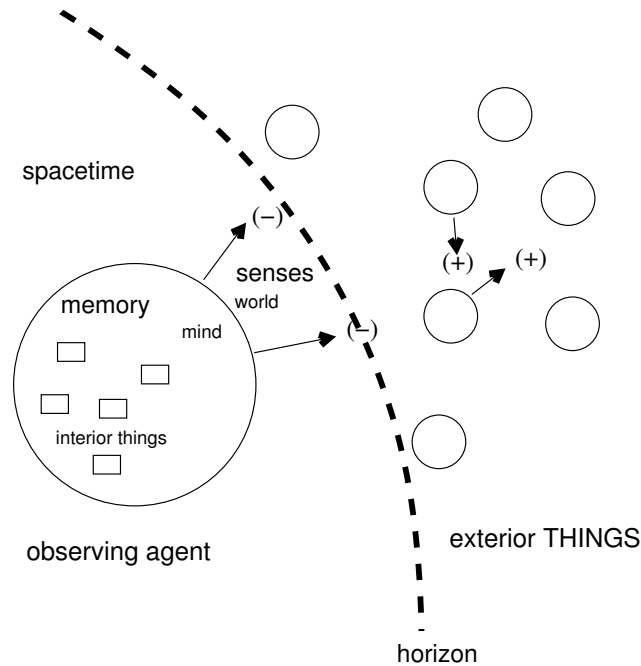 spacetime
(−)
senses
world
(+)
(+)
memory
mind
(−)
interior things
observing agent
exterior THINGS
horizon